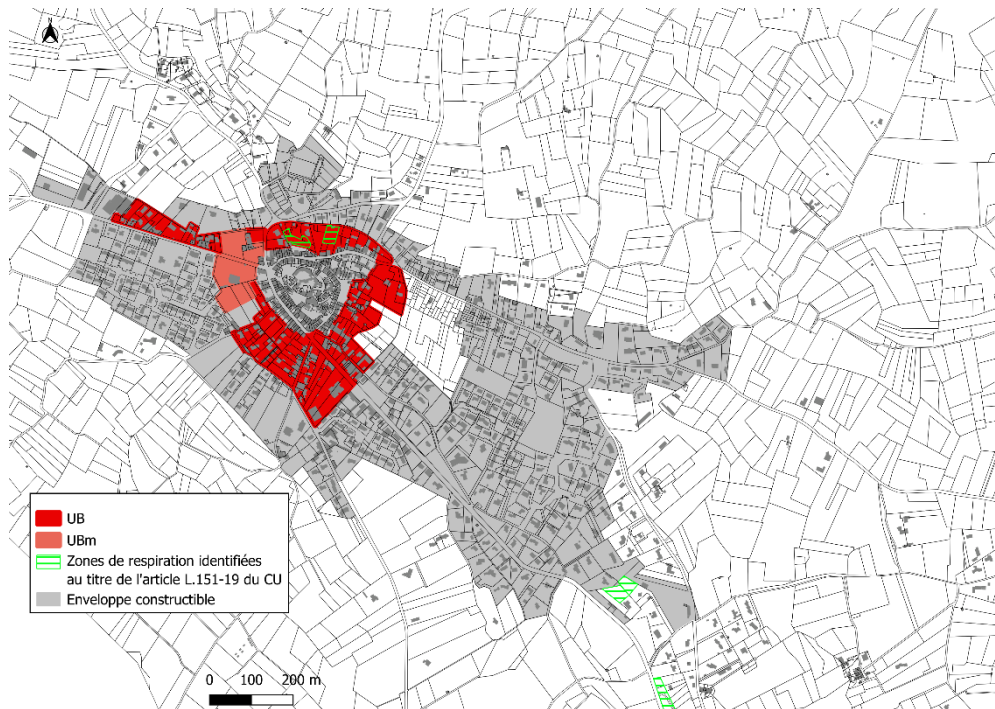 N
UB
UBm
Zones de respiration identifiées
au titre de l'article L.151-19 du CU
Enveloppe constructible
0 100 200 m